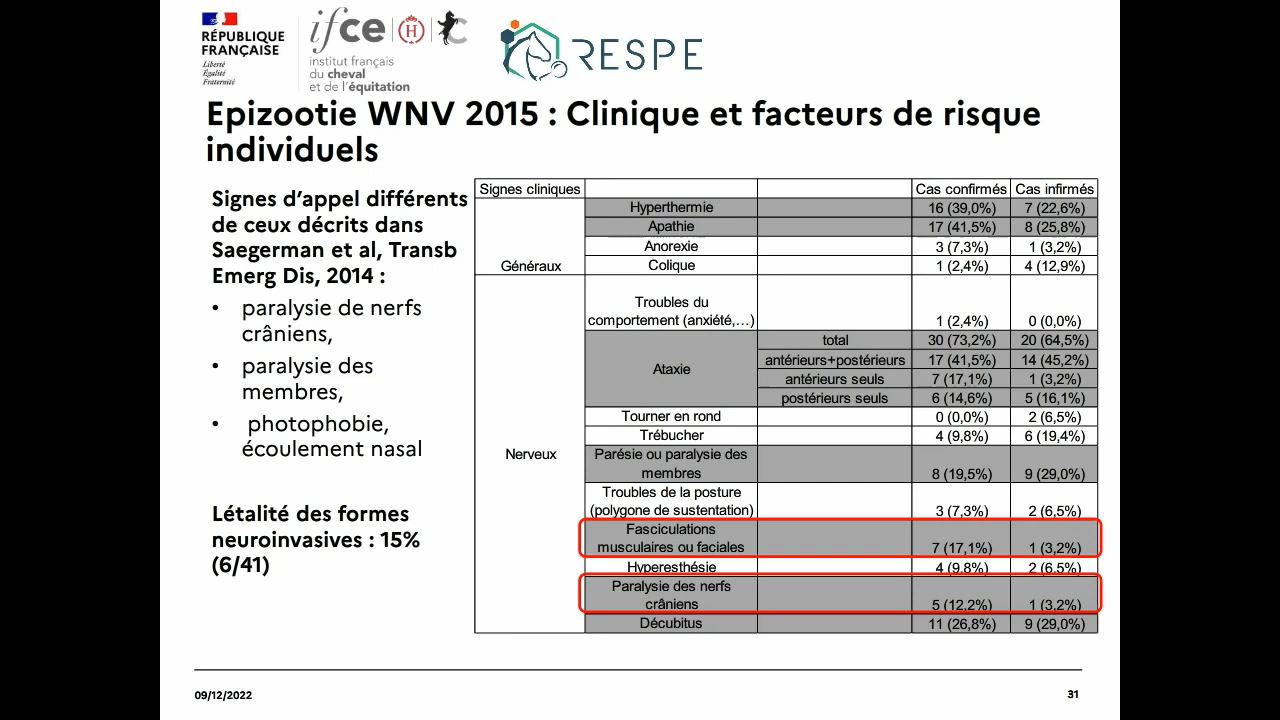 RÉPUBLIQUE
FRANÇAISE
Liberté
Égalité
Fraternité
ifce
H
institut français
du cheval
et de l'équitation
RESPE
Epizootie WNV 2015 : Clinique et facteurs de risque
individuels
Signes d'appel différents
de ceux décrits dans
Saegerman et al, Transb
Emerg Dis, 2014 :
• paralysie de nerfs
crâniens,
• paralysie des
membres,
• photophobie,
écoulement nasal
Létalité des formes
neuroinvasives : 15%
(6/41)
Signes cliniques Cas confirmés Cas infirmés
Hyperthermie 16 (39,0%) 7 (22,6%)
Apathie 17 (41,5%) 8 (25,8%)
Anorexie 3 (7,3%) 1 (3,2%)
Généraux Colique 1 (2,4%) 4 (12,9%)
Troubles du
comportement (anxiété,...) 1 (2,4%) 0 (0,0%)
total 30 (73,2%) 20 (64,5%)
Ataxie antérieurs+postérieurs 17 (41,5%) 14 (45,2%)
antérieurs seuls 7 (17,1%) 1 (3,2%)
postérieurs seuls 6 (14,6%) 5 (16,1%)
Tourner en rond 0 (0,0%) 2 (6,5%)
Trébucher 4 (9,8%) 6 (19,4%)
Nerveux Parésie ou paralysie des
membres 8 (19,5%) 9 (29,0%)
Troubles de la posture
(polygone de sustentation) 3 (7,3%) 2 (6,5%)
Fasciculations
musculaires ou faciales 7 (17,1%) 1 (3,2%)
Hyperesthésie 4 (9,8%) 2 (6,5%)
Paralysie des nerfs
crâniens 5 (12,2%) 1 (3,2%)
Décubitus 11 (26,8%) 9 (29,0%)
09/12/2022 31